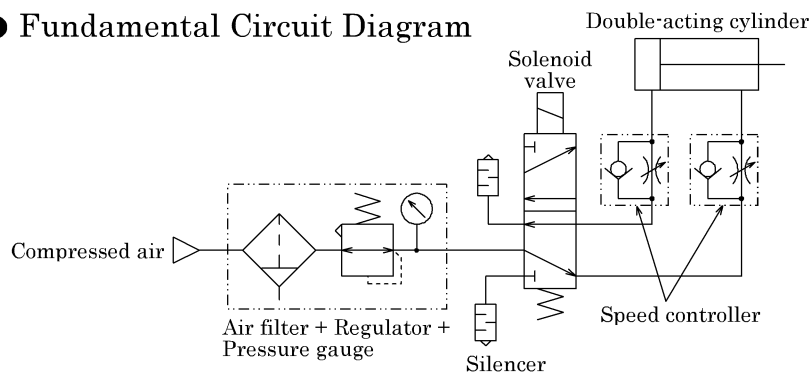 ● Fundamental Circuit Diagram
Double-acting cylinder
Solenoid
valve
Compressed air
Air filter + Regulator +
Pressure gauge
Silencer
Speed controller